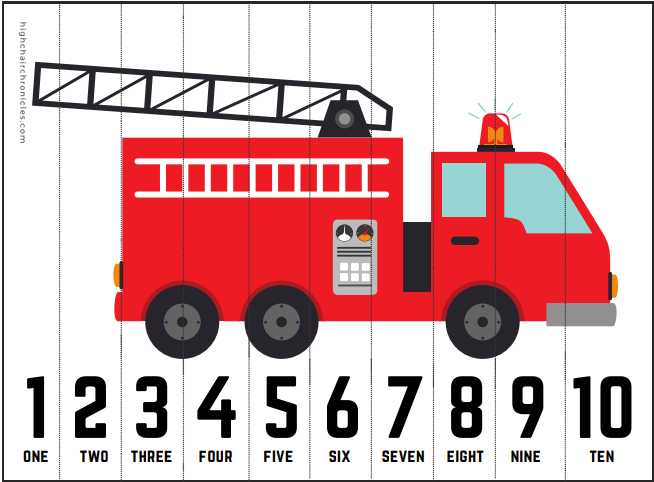 highchairchronicles.com
1 2 3 4 5 6 7 8 9 10
ONE TWO THREE FOUR FIVE SIX SEVEN EIGHT NINE TEN